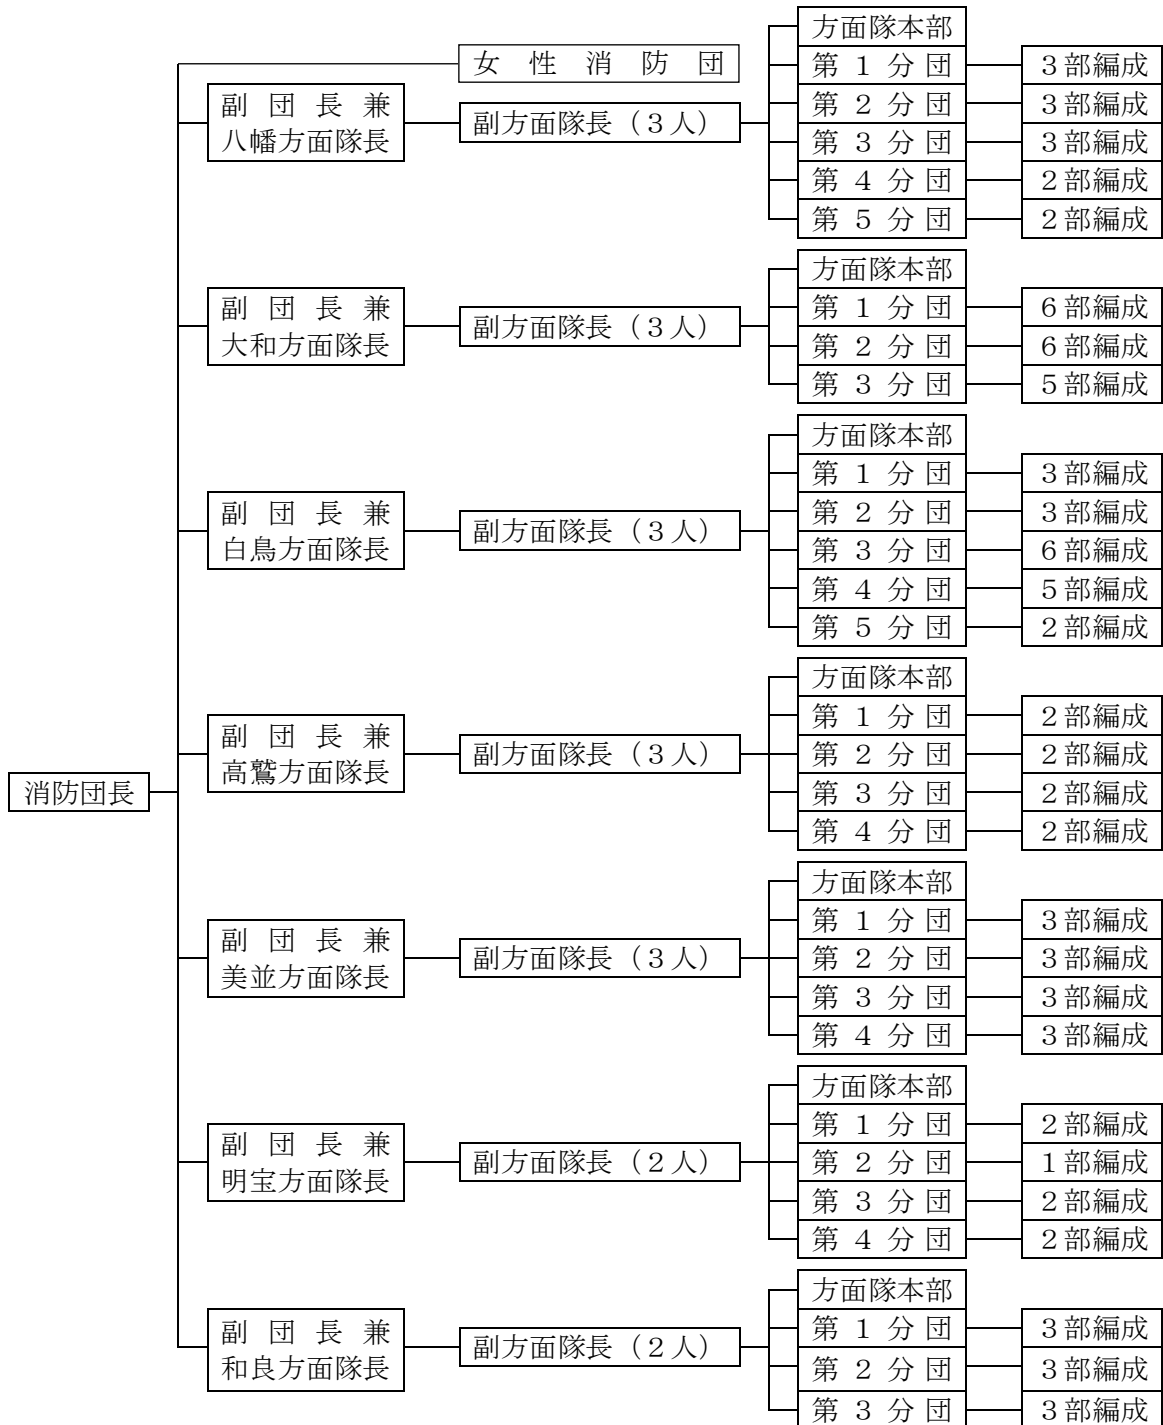 方面隊本部
女性消防団
第1分団 3部編成
副団長兼
八幡方面隊長
副方面隊長(3人)
第2分団 3部編成
第3分団 3部編成
第4分団 2部編成
第5分団 2部編成
方面隊本部
副団長兼
大和方面隊長
副方面隊長(3人)
第1分団 6部編成
第2分団 6部編成
第3分団 5部編成
方面隊本部
第1分団 3部編成
副団長兼
白鳥方面隊長
副方面隊長(3人)
第2分団 3部編成
第3分団 6部編成
第4分団 5部編成
第5分団 2部編成
方面隊本部
第1分団 2部編成
副団長兼
高鷲方面隊長
副方面隊長(3人)
第2分団 2部編成
消防団長
第3分団 2部編成
第4分団 2部編成
方面隊本部
第1分団 3部編成
副団長兼
美並方面隊長
副方面隊長(3人)
第2分団 3部編成
第3分団 3部編成
第4分団 3部編成
方面隊本部
第1分団 2部編成
副団長兼
明宝方面隊長
副方面隊長(2人)
第2分団 1部編成
第3分団 2部編成
第4分団 2部編成
方面隊本部
第1分団 3部編成
副団長兼
和良方面隊長
副方面隊長(2人)
第2分団 3部編成
第3分団 3部編成